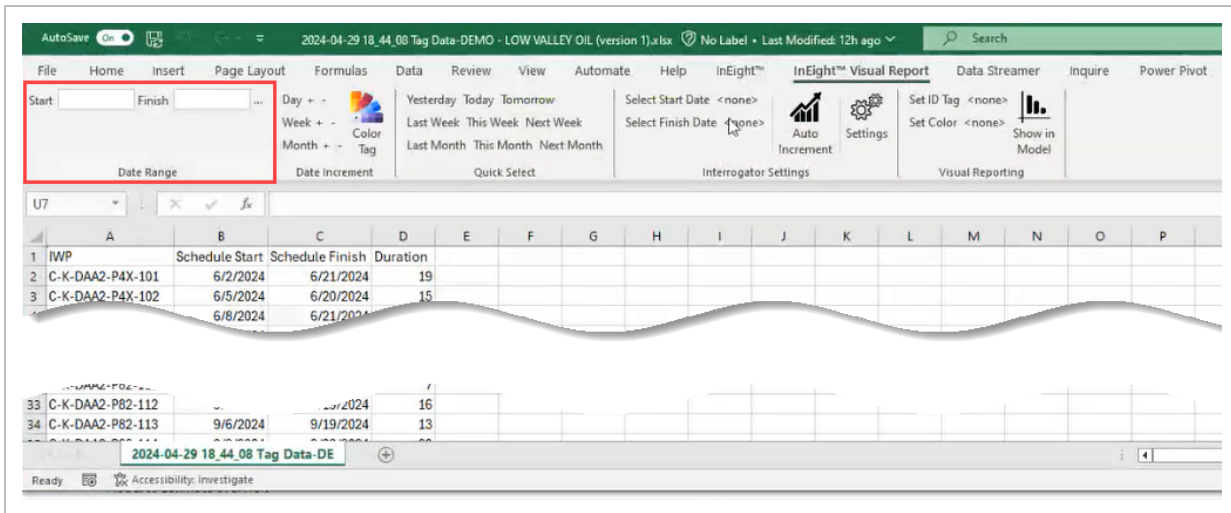 AutoSave On 2024-04-29 18_44_08 Tag Data-DEMO - LOW VALLEY OIL (version 1).xlsx No Label • Last Modified: 12h ago Search
File Home Insert Page Layout Formulas Data Review View Automate Help InEight™ InEight™ Visual Report Data Streamer Inquire Power Pivot
Start Finish ... Day + - Yesterday Today Tomorrow Select Start Date <none> Set ID Tag <none>
Week + - Last Week This Week Next Week Select Finish Date <none> Set Color <none>
Month + - Color Tag Last Month This Month Next Month Auto Increment Settings Show in Model
Date Range Date Increment Quick Select Interrogator Settings Visual Reporting
U7 fx
A B C D E F G H I J K L M N O P
1 IWP Schedule Start Schedule Finish Duration
2 C-K-DAA2-P4X-101 6/2/2024 6/21/2024 19
3 C-K-DAA2-P4X-102 6/5/2024 6/20/2024 15
6/8/2024 6/21/2024
33 C-K-DAA2-P82-112 16
34 C-K-DAA2-P82-113 9/6/2024 9/19/2024 13
2024-04-29 18_44_08 Tag Data-DE
Ready Accessibility: Investigate